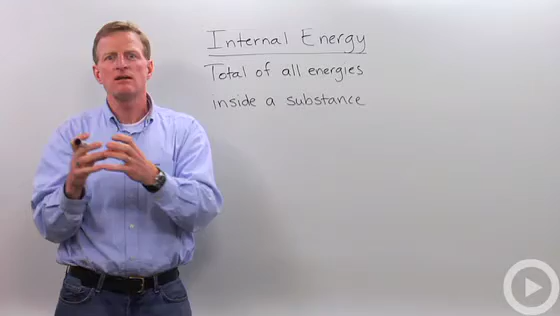 Internal Energy
Total of all energies
inside a substance